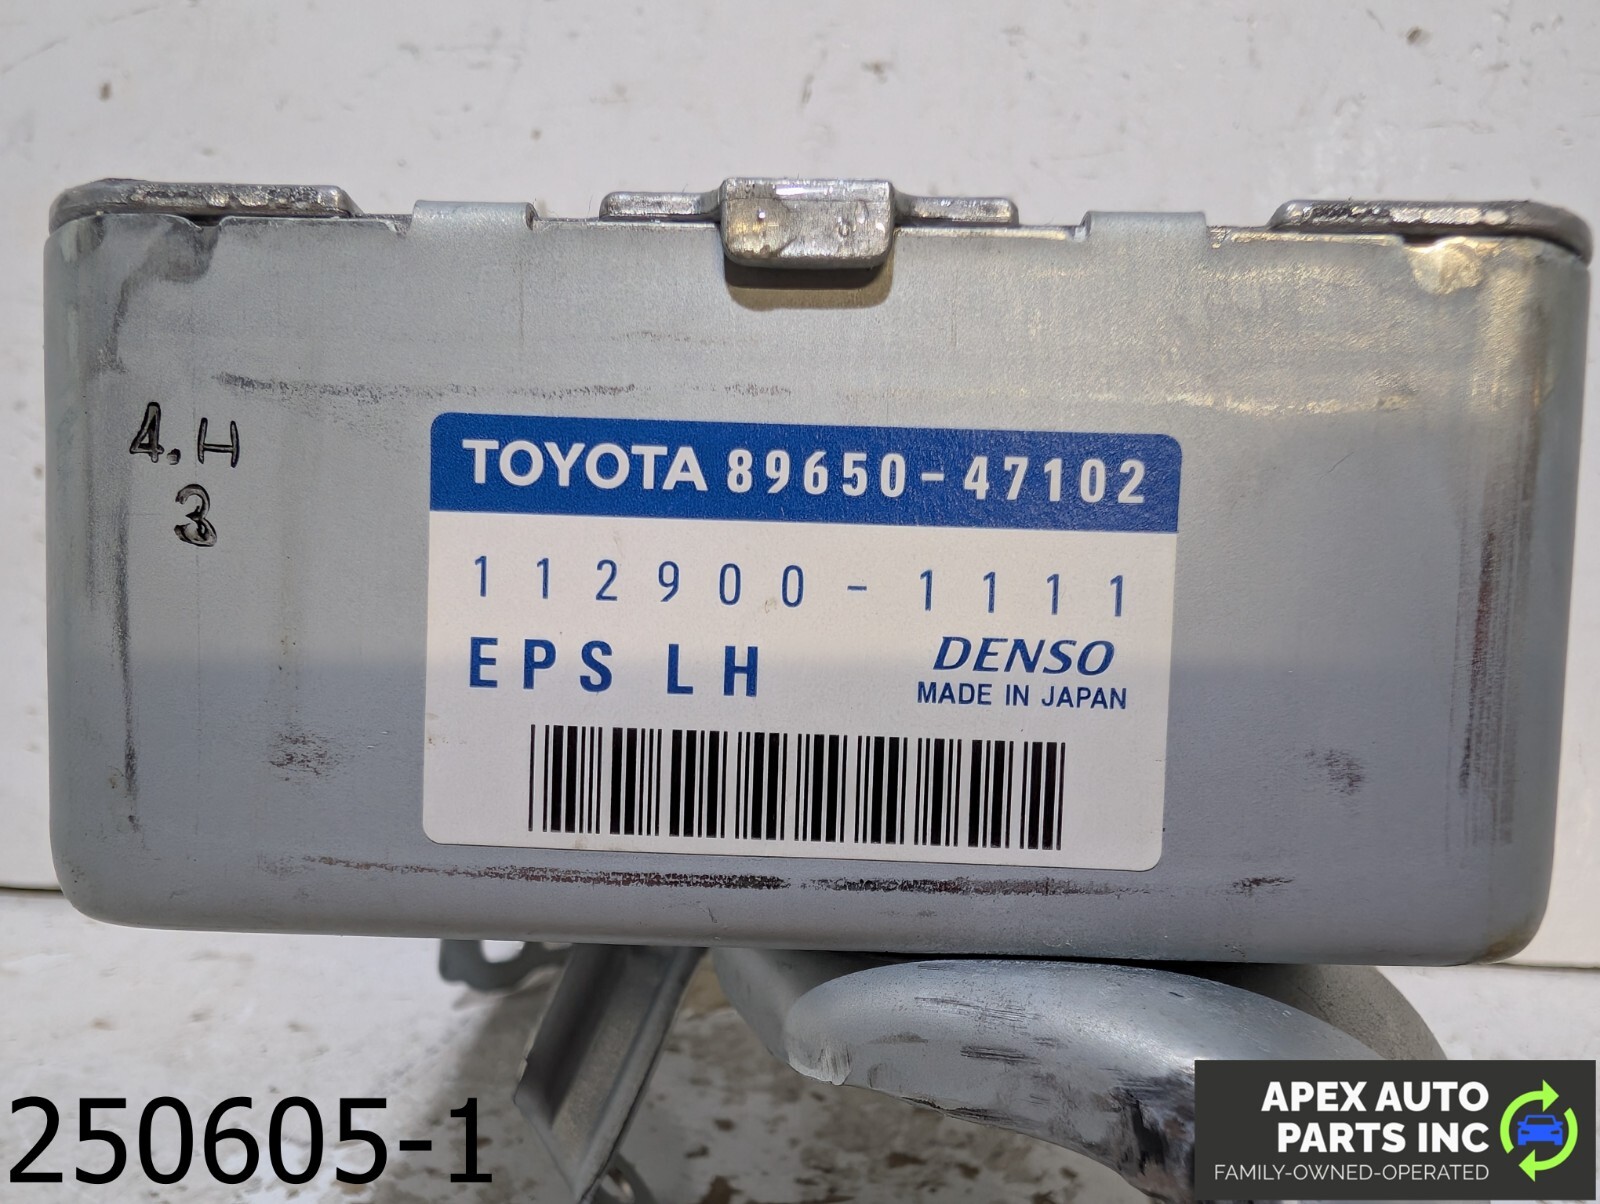 4.H
3
TOYOTA 89650-47102
112900-1111
EPS LH
DENSO
MADE IN JAPAN
250605-1
APEX AUTO
PARTS INC
FAMILY-OWNED-OPERATED